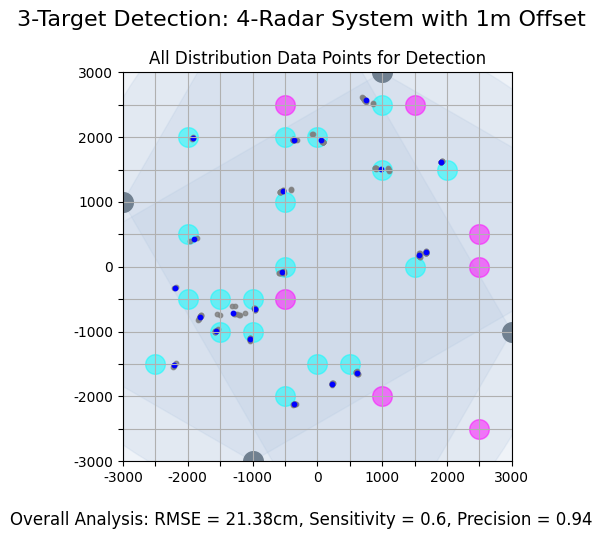 3-Target Detection: 4-Radar System with 1m Offset
All Distribution Data Points for Detection
3000
2000
1000
0
-1000
-2000
-3000
-3000 -2000 -1000 0 1000 2000 3000
Overall Analysis: RMSE = 21.38cm, Sensitivity = 0.6, Precision = 0.94